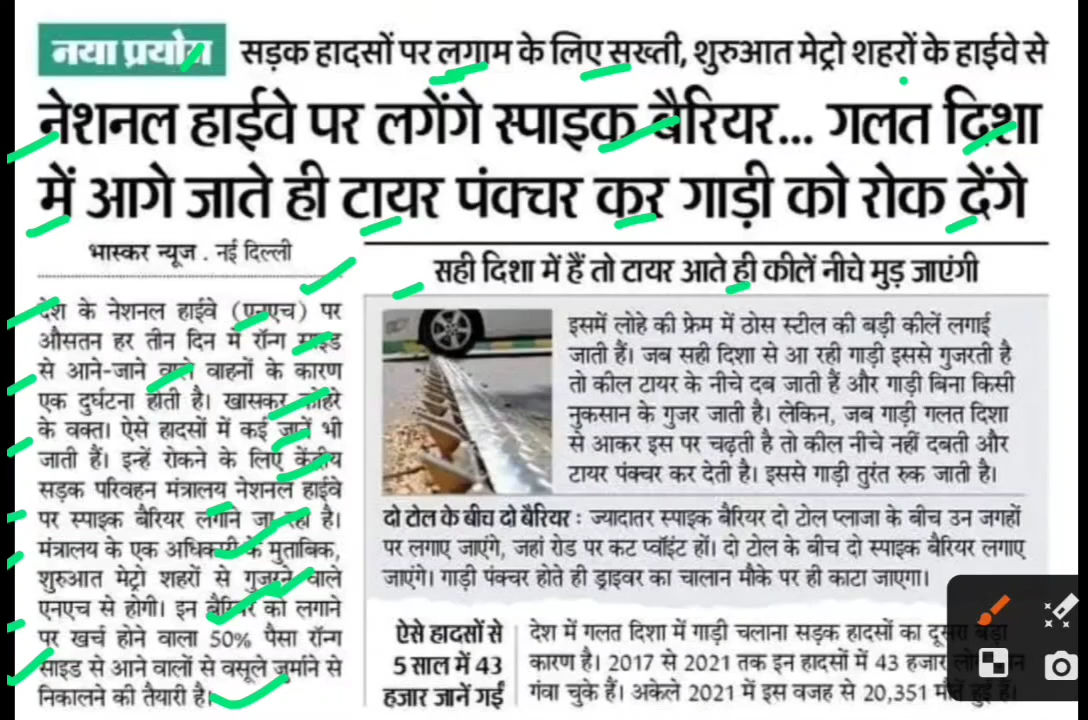 नया प्रयोग
सड़क हादसों पर लगाम के लिए सख्ती, शुरुआत मेट्रो शहरों के हाईवे से
नेशनल हाईवे पर लगेंगे स्पाइक बैरियर... गलत दिशा
में आगे जाते ही टायर पंक्चर कर गाड़ी को रोक देंगे
भास्कर न्यूज . नई दिल्ली
देश के नेशनल हाईवे (एनएच) पर
औसतन हर तीन दिन में रॉन्ग साइड
से आने-जाने वाले वाहनों के कारण
एक दुर्घटना होती है। खासकर कोहरे
के वक्त। ऐसे हादसों में कई जानें भी
जाती हैं। इन्हें रोकने के लिए केंद्रीय
सड़क परिवहन मंत्रालय नेशनल हाईवे
पर स्पाइक बैरियर लगाने जा रहा है।
मंत्रालय के एक अधिकारी के मुताबिक,
शुरुआत मेट्रो शहरों से गुजरने वाले
एनएच से होगी। इन बैरियर को लगाने
पर खर्च होने वाला 50% पैसा रॉन्ग
साइड से आने वालों से वसूले जुर्माने से
निकालने की तैयारी है।
सही दिशा में हैं तो टायर आते ही कीलें नीचे मुड़ जाएंगी
इसमें लोहे की फ्रेम में ठोस स्टील की बड़ी कीलें लगाई
जाती हैं। जब सही दिशा से आ रही गाड़ी इससे गुजरती है
तो कील टायर के नीचे दब जाती हैं और गाड़ी बिना किसी
नुकसान के गुजर जाती है। लेकिन, जब गाड़ी गलत दिशा
से आकर इस पर चढ़ती है तो कील नीचे नहीं दबती और
टायर पंक्चर कर देती है। इससे गाड़ी तुरंत रुक जाती है।
दो टोल के बीच दो बैरियर : ज्यादातर स्पाइक बैरियर दो टोल प्लाजा के बीच उन जगहों
पर लगाए जाएंगे, जहां रोड पर कट प्वॉइंट हों। दो टोल के बीच दो स्पाइक बैरियर लगाए
जाएंगे। गाड़ी पंक्चर होते ही ड्राइवर का चालान मौके पर ही काटा जाएगा।
ऐसे हादसों से
5 साल में 43
हजार जानें गईं
देश में गलत दिशा में गाड़ी चलाना सड़क हादसों का दूसरा बड़ा
कारण है। 2017 से 2021 तक इन हादसों में 43 हजार लोग जान
गंवा चुके हैं। अकेले 2021 में इस वजह से 20,351 मौतें हुई हैं।